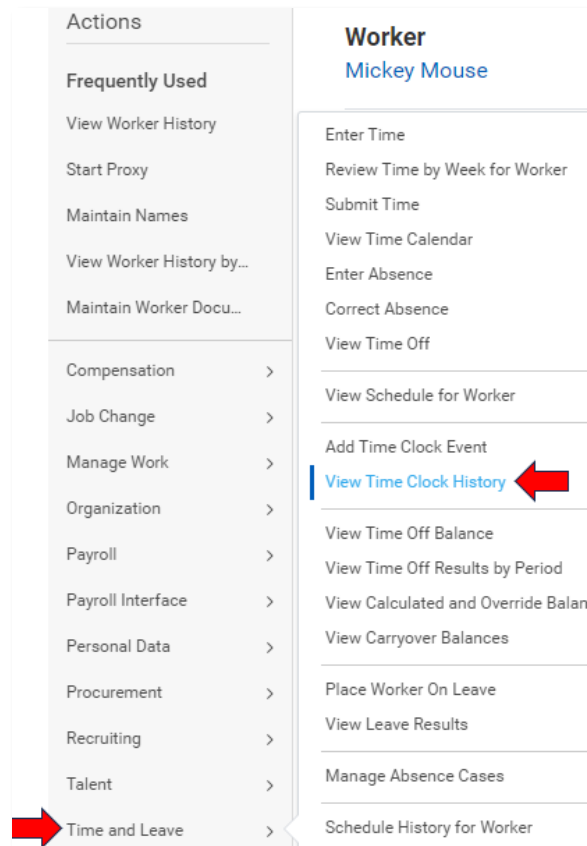 Actions
Frequently Used
View Worker History
Start Proxy
Maintain Names
View Worker History by...
Maintain Worker Docu...
Compensation
Job Change
Manage Work
Organization
Payroll
Payroll Interface
Personal Data
Procurement
Recruiting
Talent
Time and Leave
Worker
Mickey Mouse
Enter Time
Review Time by Week for Worker
Submit Time
View Time Calendar
Enter Absence
Correct Absence
View Time Off
View Schedule for Worker
Add Time Clock Event
View Time Clock History
View Time Off Balance
View Time Off Results by Period
View Calculated and Override Balan
View Carryover Balances
Place Worker On Leave
View Leave Results
Manage Absence Cases
Schedule History for Worker